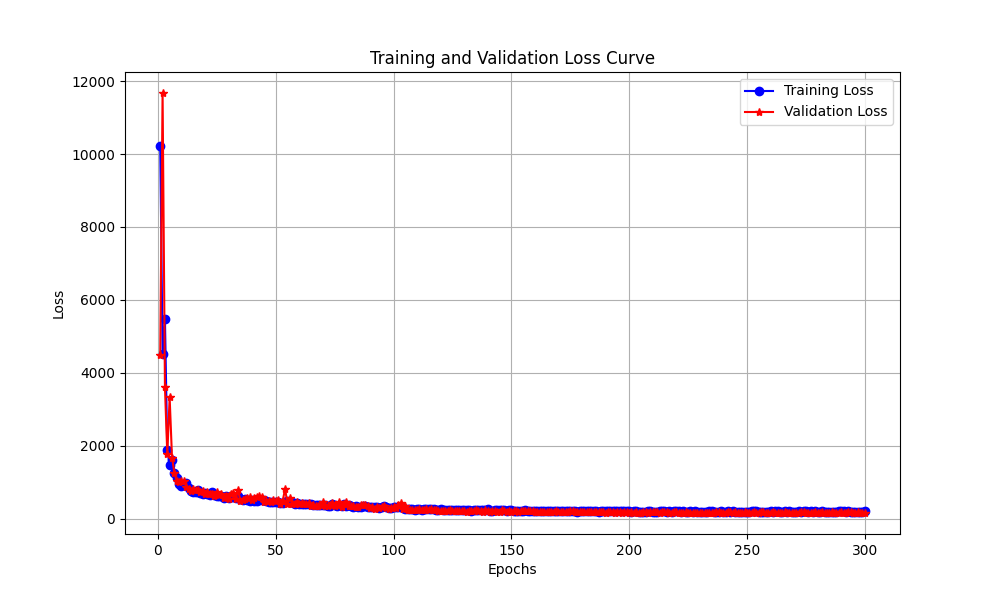 Training and Validation Loss Curve
Training Loss
Validation Loss
12000
10000
8000
6000
4000
2000
0
Loss
0 50 100 150 200 250 300
Epochs